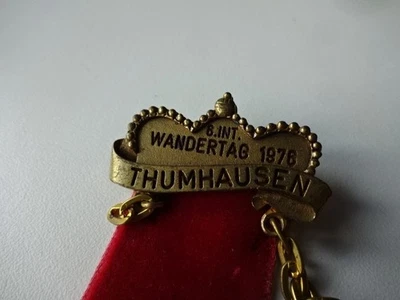 6. INT.
WANDERTAG 1976
THUMHAUSEN